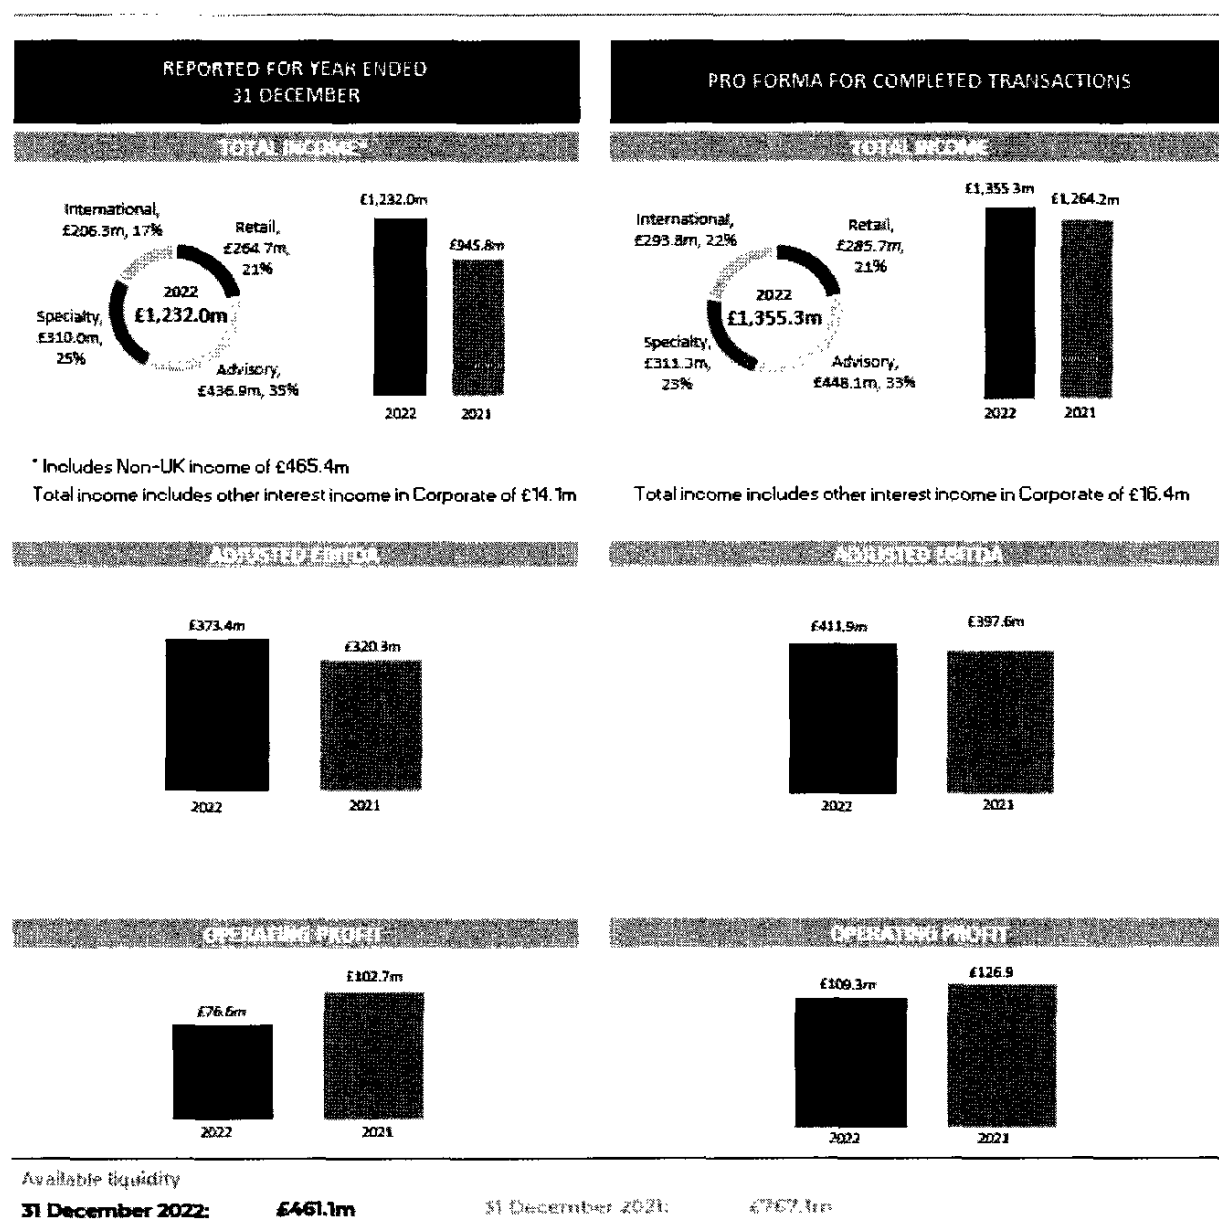 REPORTED FOR YEAR ENDED
31 DECEMBER
TOTAL INCOME*
International,
£206.3m, 17%
Retail,
£264.7m,
21%
2022
£1,232.0m
Specialty,
£310.0m,
25%
Advisory,
£436.9m, 35%
£1,232.0m
£945.8m
2022
2021
* Includes Non-UK income of £465.4m
Total income includes other interest income in Corporate of £14.1m
ADJUSTED EBITDA
£373.4m
£320.3m
2022
2021
OPERATING PROFIT
£76.6m
£102.7m
2022
2021
PRO FORMA FOR COMPLETED TRANSACTIONS
TOTAL INCOME
International,
£293.8m, 22%
Retail,
£285.7m,
21%
2022
£1,355.3m
Specialty,
£311.3m,
23%
Advisory,
£448.1m, 33%
£1,355.3m
£1,264.2m
2022
2021
Total income includes other interest income in Corporate of £16.4m
ADJUSTED EBITDA
£411.9m
£397.6m
2022
2021
OPERATING PROFIT
£109.3m
£126.9
2022
2021
Available liquidity
31 December 2022: £461.1m 31 December 2021: £767.1m